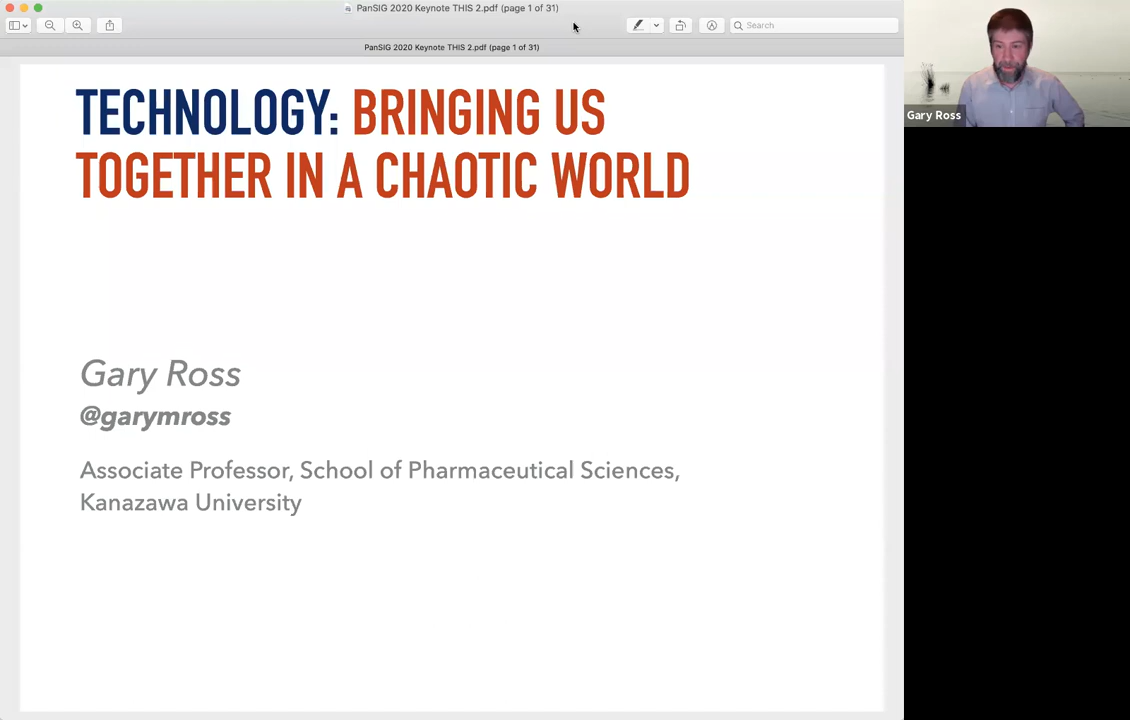 PanSIG 2020 Keynote THIS 2.pdf (page 1 of 31)
Search
PanSIG 2020 Keynote THIS 2.pdf (page 1 of 31)
TECHNOLOGY: BRINGING US
TOGETHER IN A CHAOTIC WORLD
Gary Ross
@garymross
Associate Professor, School of Pharmaceutical Sciences,
Kanazawa University
Gary Ross